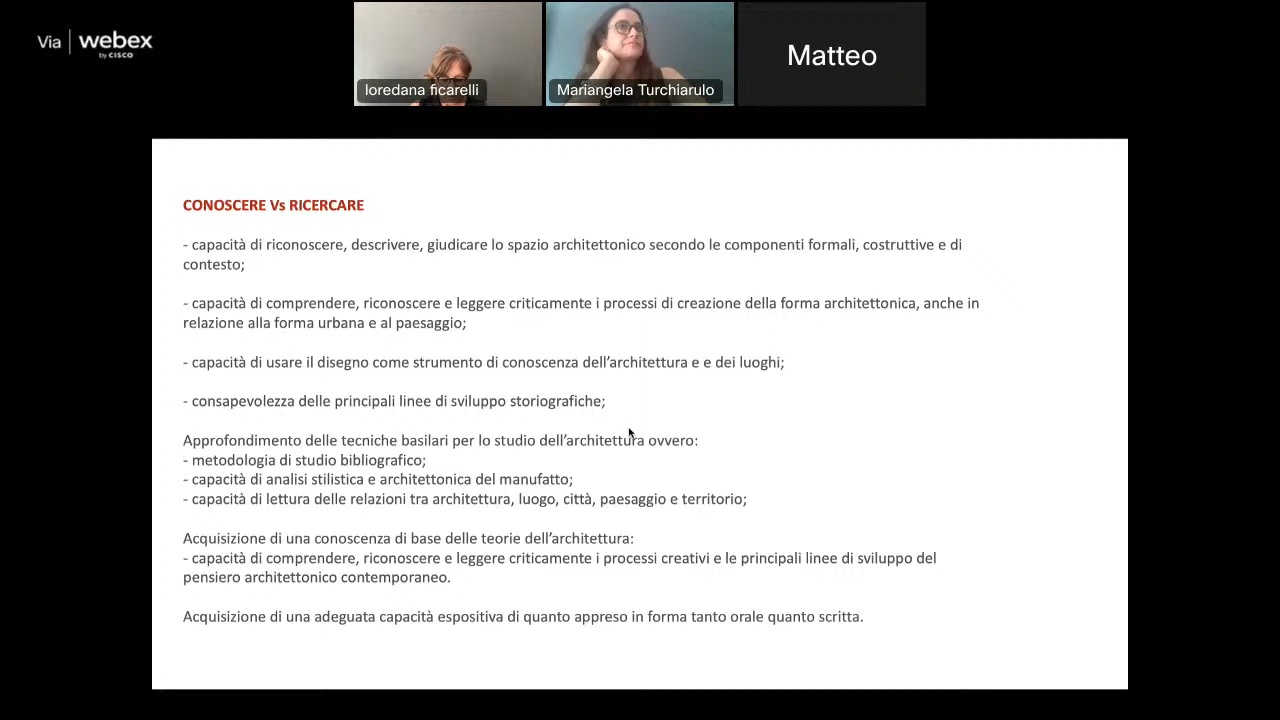 Via webex
by CISCO
loredana ficarelli
Mariangela Turchiarulo
Matteo
CONOSCERE Vs RICERCARE
- capacità di riconoscere, descrivere, giudicare lo spazio architettonico secondo le componenti formali, costruttive e di
contesto;
- capacità di comprendere, riconoscere e leggere criticamente i processi di creazione della forma architettonica, anche in
relazione alla forma urbana e al paesaggio;
- capacità di usare il disegno come strumento di conoscenza dell’architettura e e dei luoghi;
- consapevolezza delle principali linee di sviluppo storiografiche;
Approfondimento delle tecniche basilari per lo studio dell’architettura ovvero:
- metodologia di studio bibliografico;
- capacità di analisi stilistica e architettonica del manufatto;
- capacità di lettura delle relazioni tra architettura, luogo, città, paesaggio e territorio;
Acquisizione di una conoscenza di base delle teorie dell’architettura:
- capacità di comprendere, riconoscere e leggere criticamente i processi creativi e le principali linee di sviluppo del
pensiero architettonico contemporaneo.
Acquisizione di una adeguata capacità espositiva di quanto appreso in forma tanto orale quanto scritta.